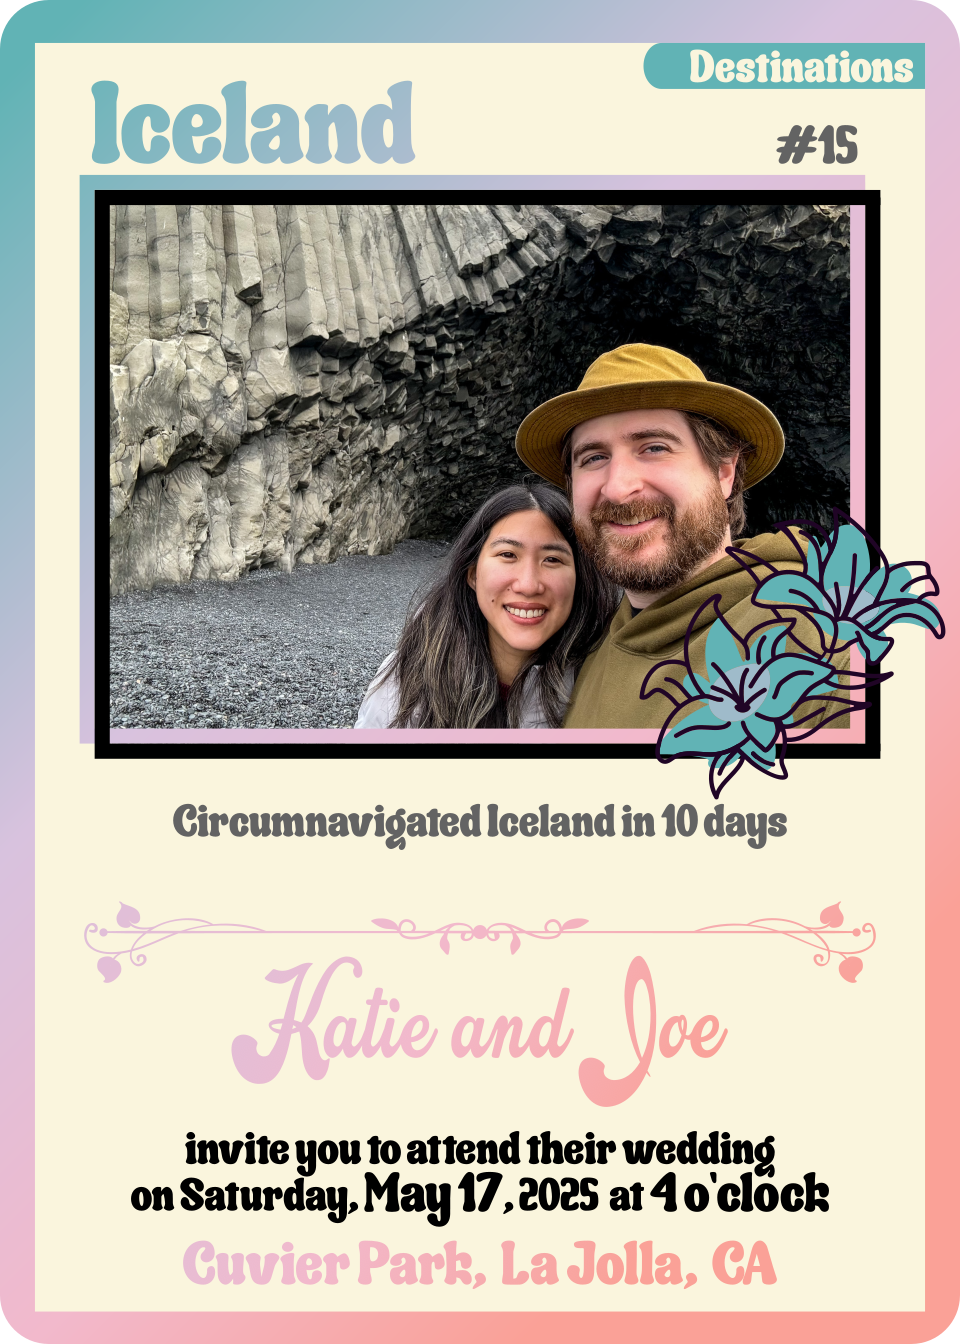 Destinations
Iceland
#15
Circumnavigated Iceland in 10 days
Katie and Joe
invite you to attend their wedding
on Saturday, May 17, 2025 at 4 o'clock
Cuvier Park, La Jolla, CA